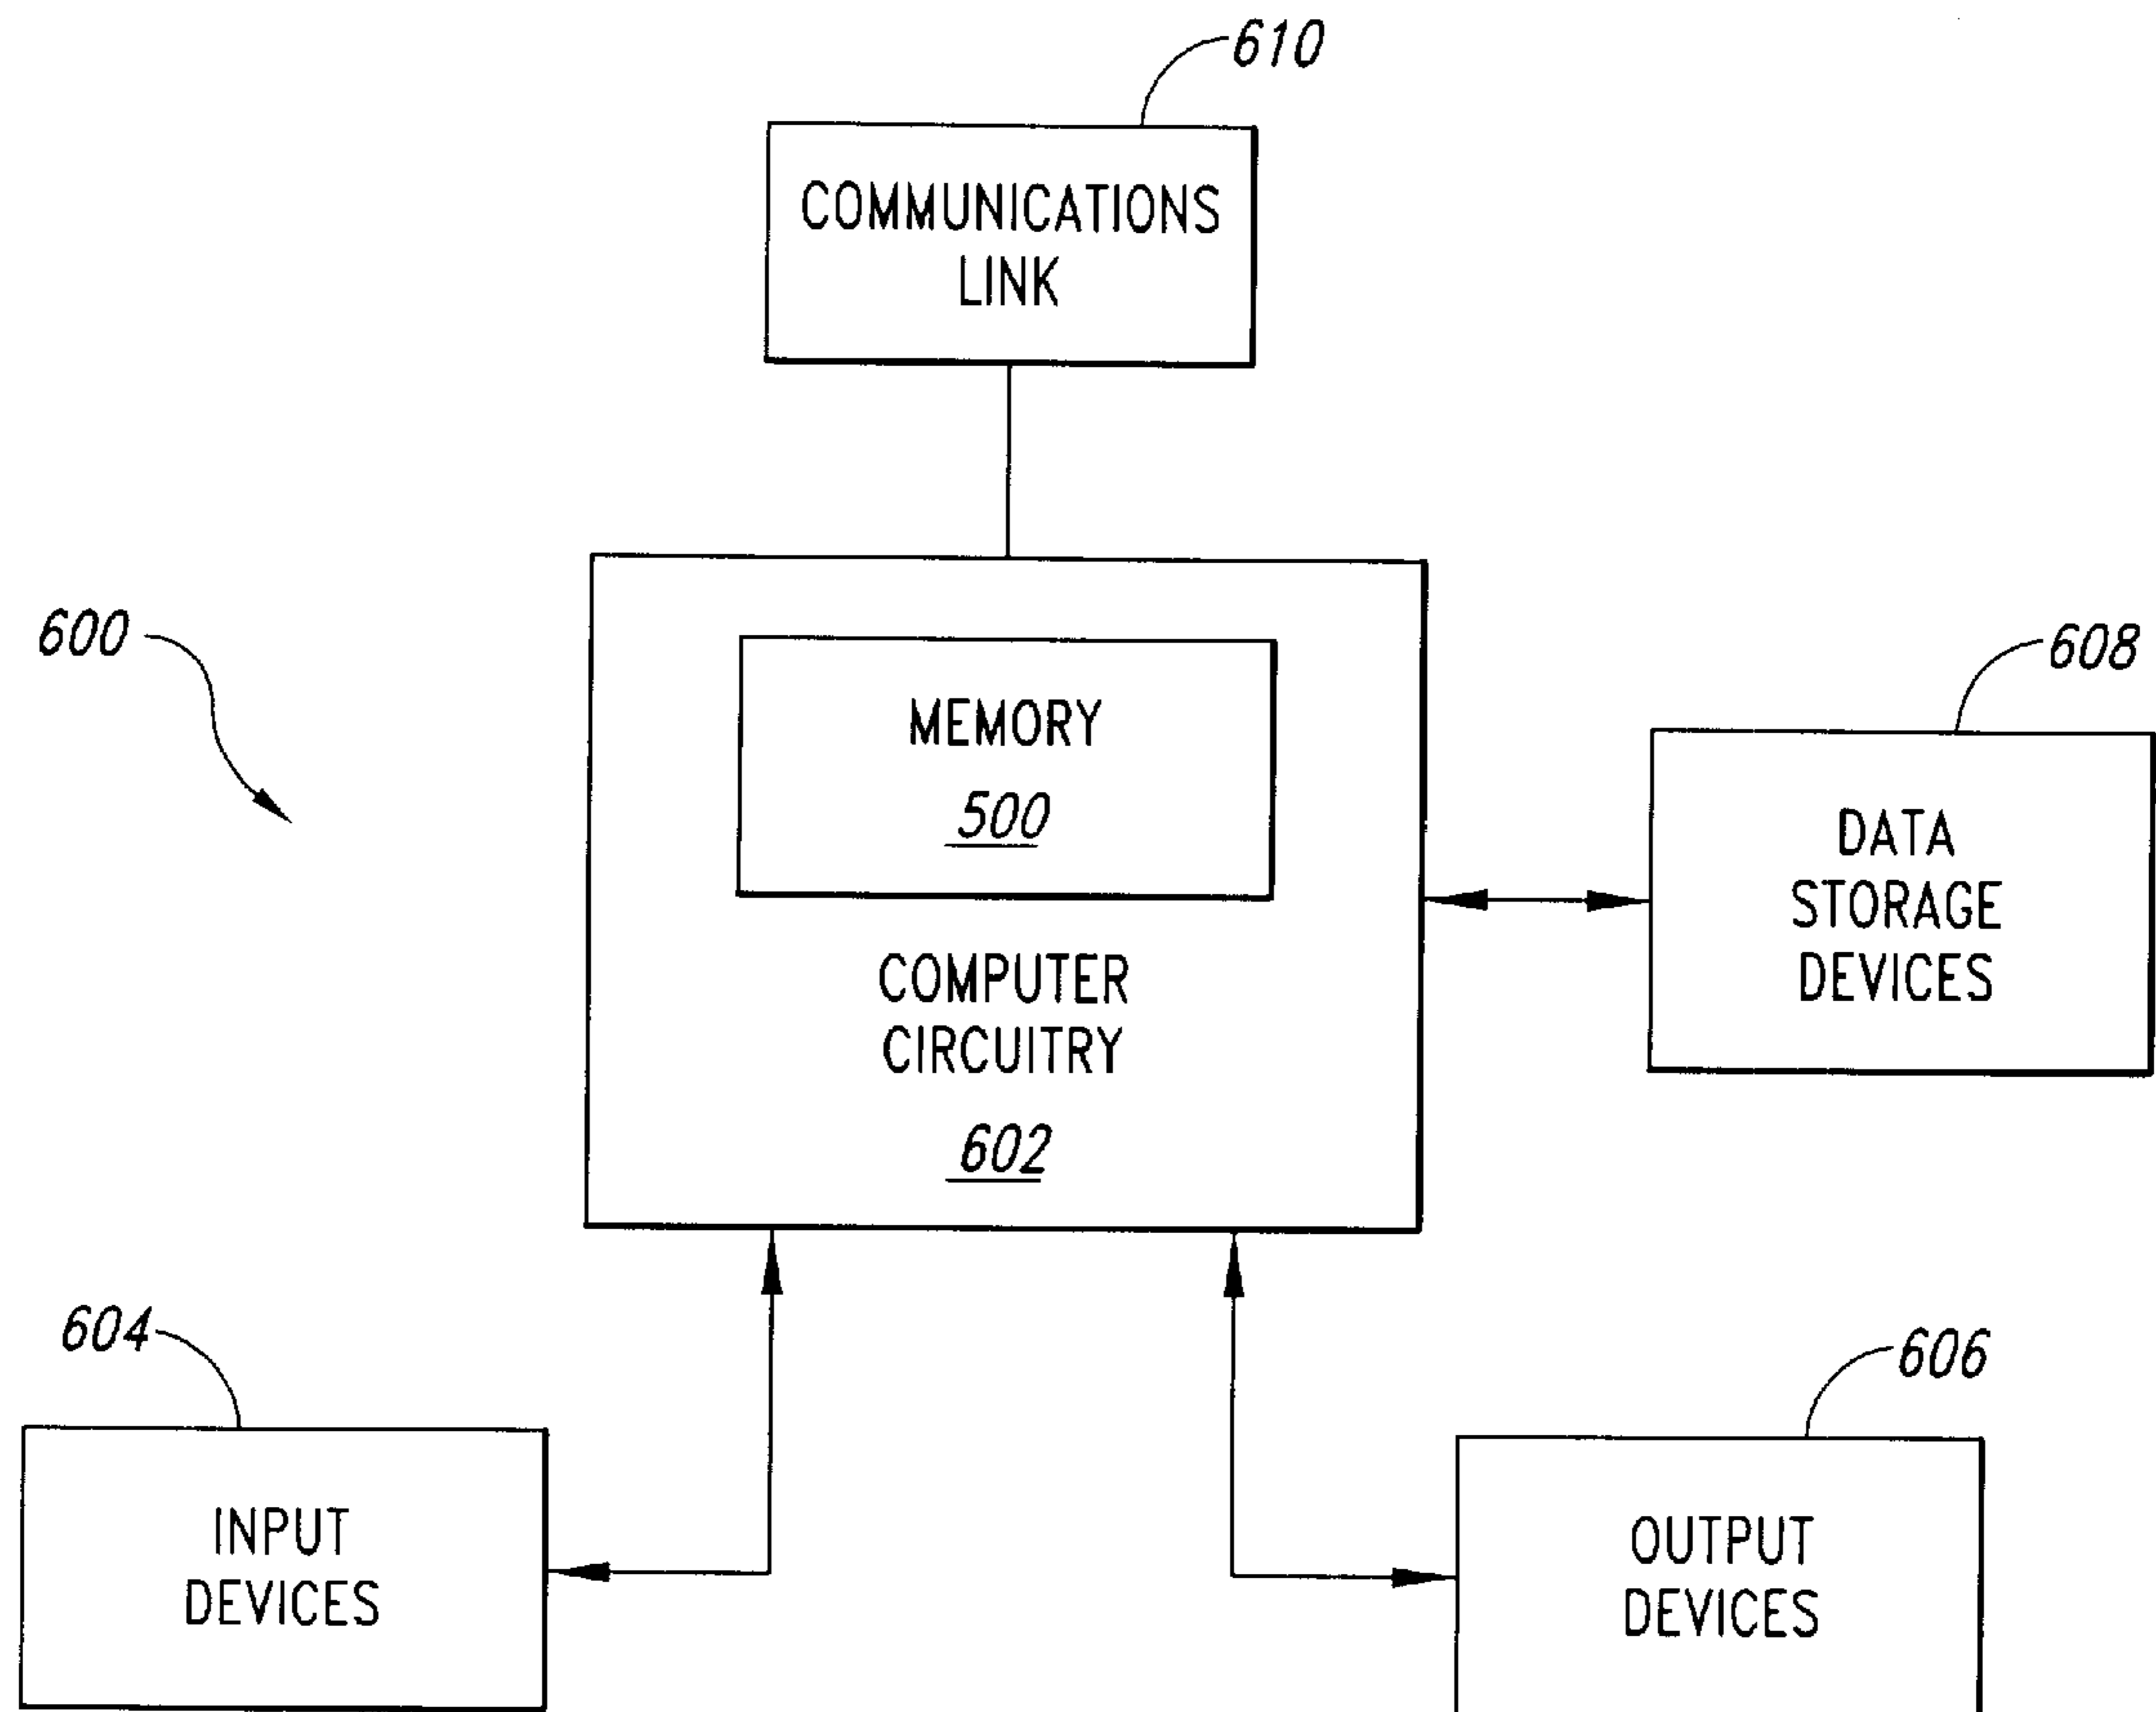 610
COMMUNICATIONS
LINK
600
MEMORY
500
608
DATA
STORAGE
DEVICES
COMPUTER
CIRCUITRY
602
604
INPUT
DEVICES
606
OUTPUT
DEVICES